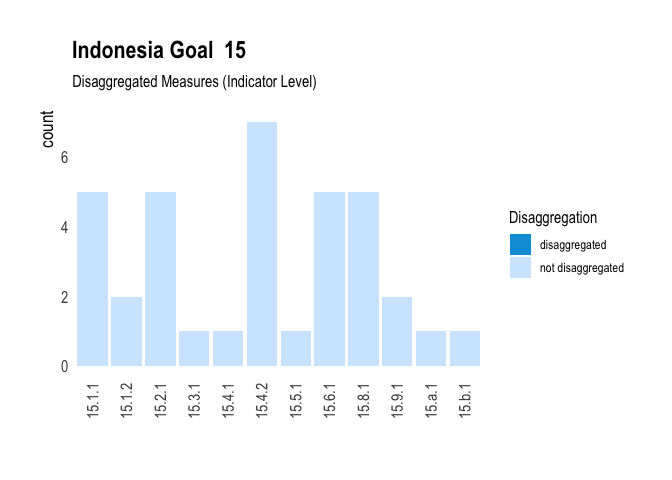 Indonesia Goal  15
Disaggregated Measures (Indicator Level)
count
6
4
2
0
15.1.1
15.1.2
15.2.1
15.3.1
15.4.1
15.4.2
15.5.1
15.6.1
15.8.1
15.9.1
15.a.1
15.b.1
Disaggregation
disaggregated
not disaggregated